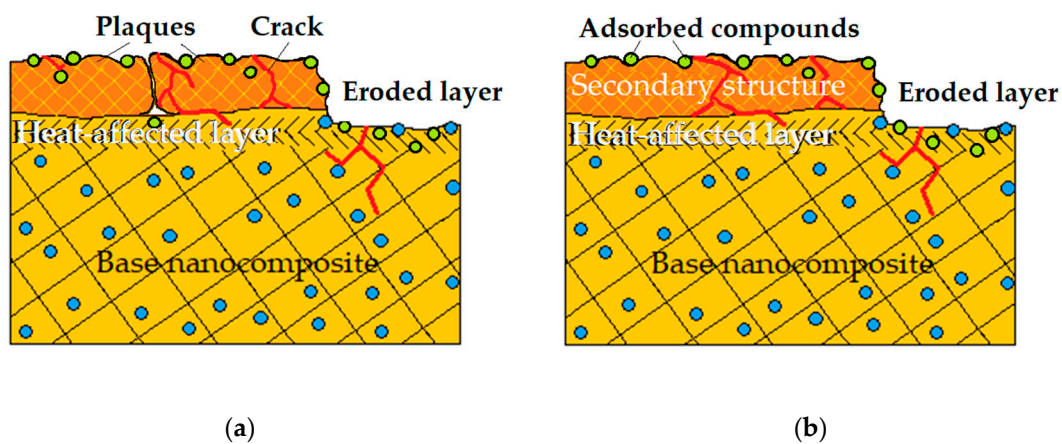 Plaques Crack
Eroded layer
Heat-affected layer
Base nanocomposite
(a)
Adsorbed compounds
Secondary structure
Eroded layer
Heat-affected layer
Base nanocomposite
(b)